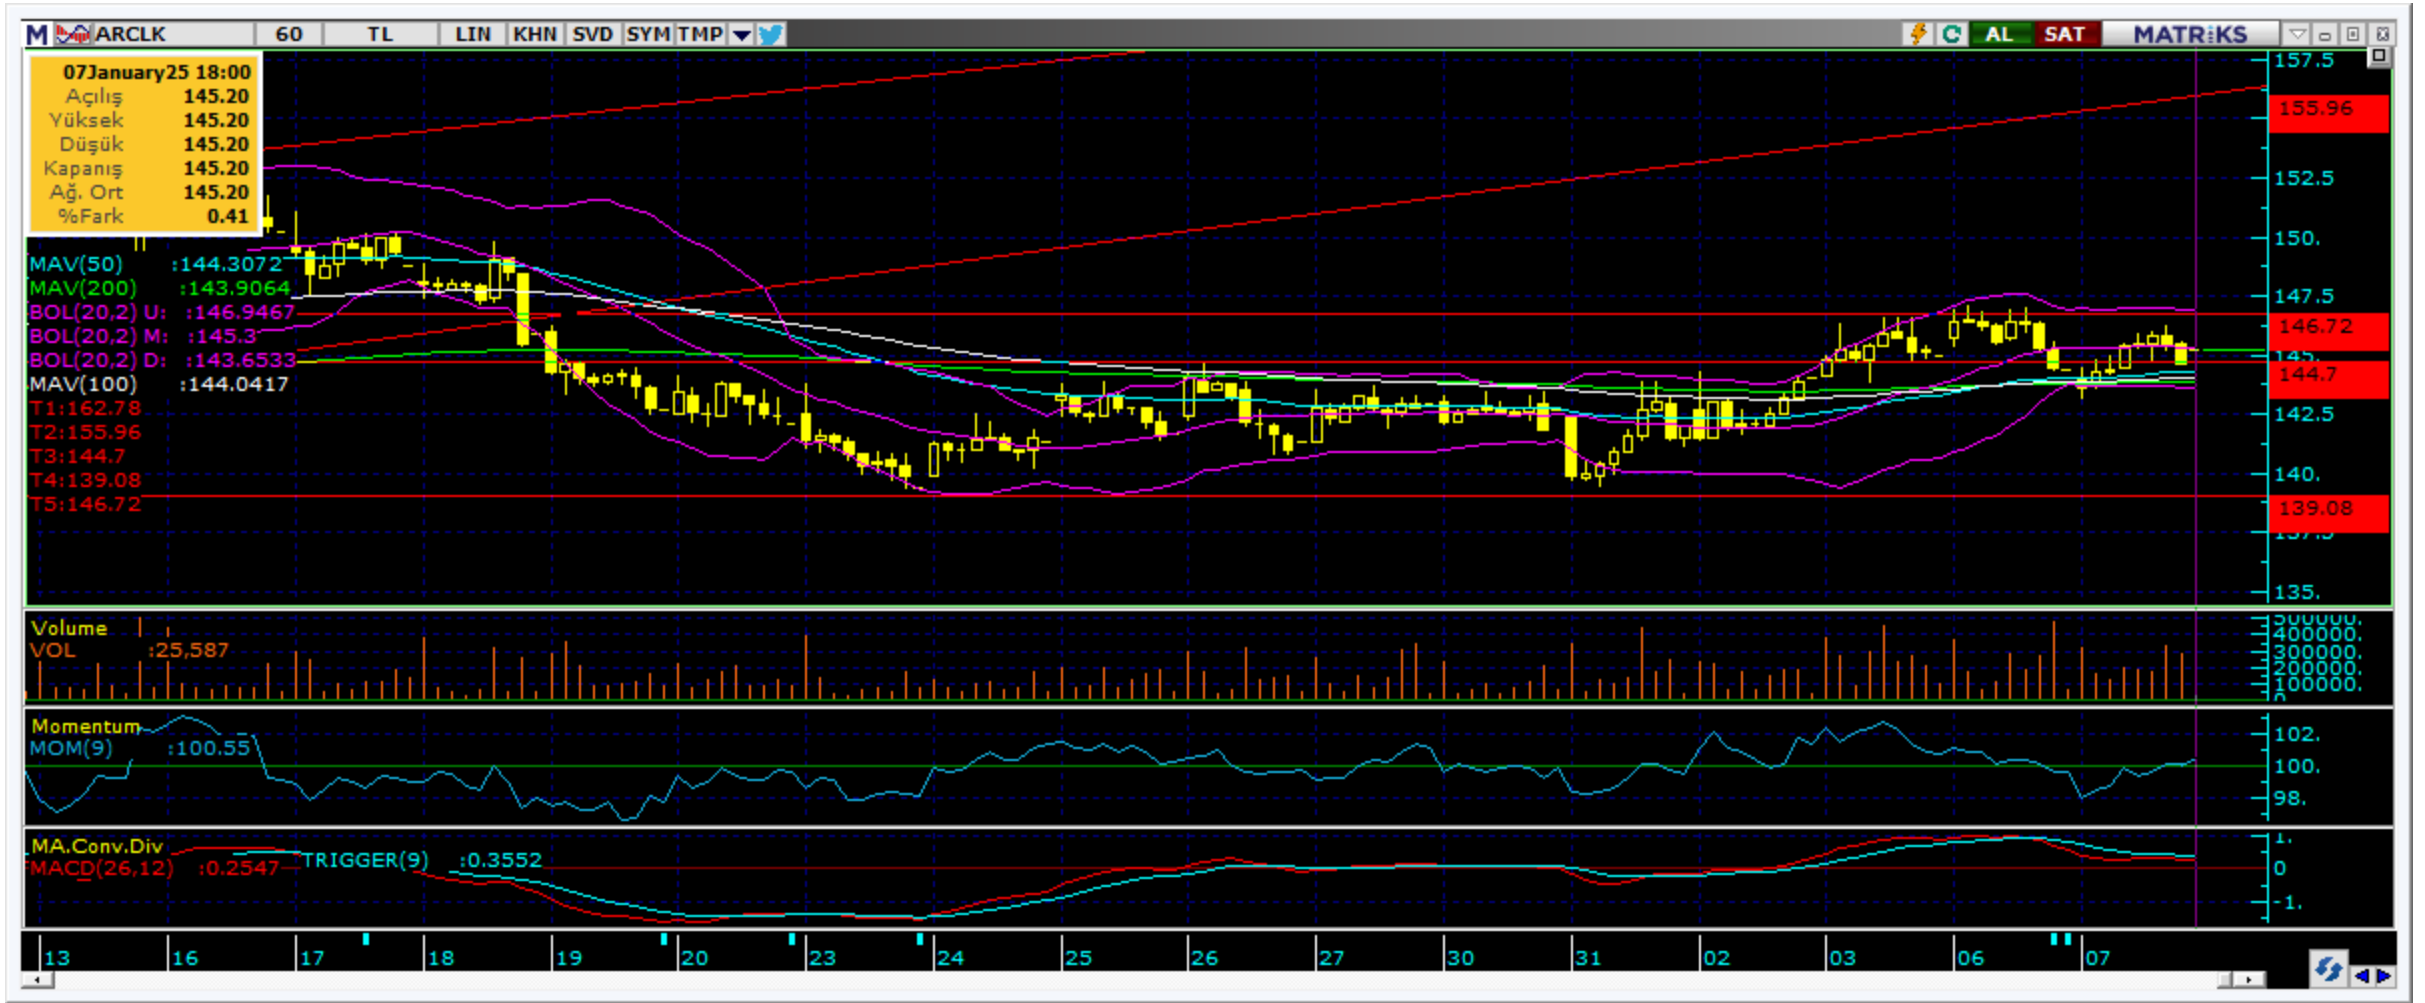 M ARCLK 60 TL LIN KHN SVD SYM TMP AL SAT MATRiKS
07January25 18:00
Açılış 145.20
Yüksek 145.20
Düşük 145.20
Kapanış 145.20
Ağ. Ort 145.20
%Fark 0.41
MAV(50) :144.3072
MAV(200) :143.9064
BOL(20,2) U: :146.9467
BOL(20,2) M: :145.3
BOL(20,2) D: :143.6533
MAV(100) :144.0417
T1:162.78
T2:155.96
T3:144.7
T4:139.08
T5:146.72
157.5
155.96
152.5
150.
147.5
146.72
145.
144.7
142.5
140.
139.08
137.5
135.
Volume
VOL :25,587
500000.
400000.
300000.
200000.
100000.
0
Momentum
MOM(9) :100.55
102.
100.
98.
MA.Conv.Div
MACD(26,12) :0.2547 TRIGGER(9) :0.3552
1.
0
-1.
13 16 17 18 19 20 23 24 25 26 27 30 31 02 03 06 07